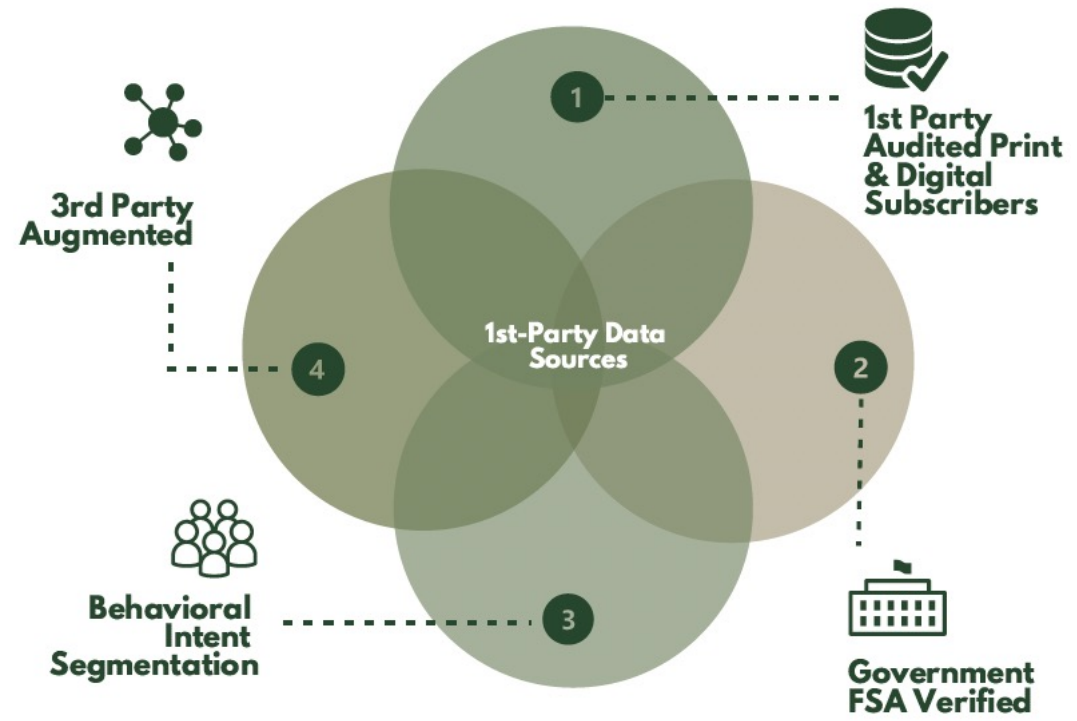 1
1st Party
Audited Print
& Digital
Subscribers
3rd Party
Augmented
1st-Party Data
Sources
4
2
Behavioral
Intent
Segmentation
3
Government
FSA Verified